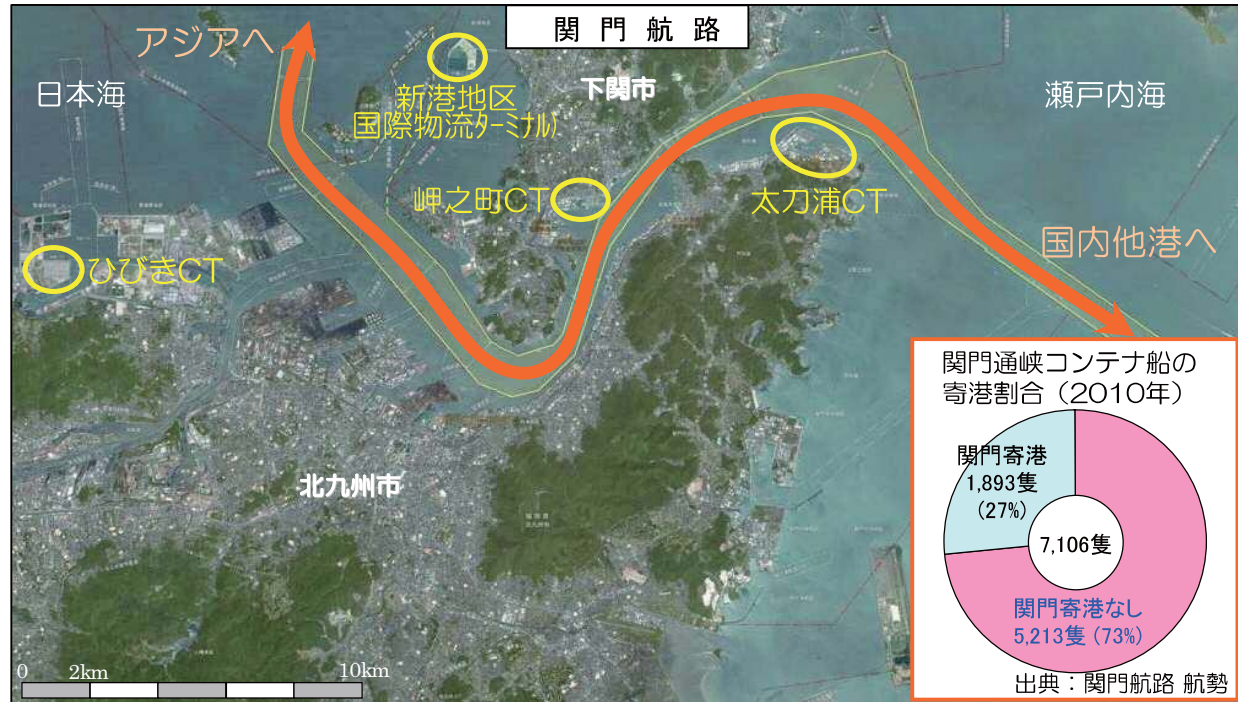 関門航路
アジアへ
日本海
新港地区
国際物流ﾀｰﾐﾅﾙ)
下関市
瀬戸内海
岬之町CT
太刀浦CT
国内他港へ
ひびきCT
北九州市
関門通峡コンテナ船の
寄港割合（2010年）
関門寄港
1,893隻
(27%)
7,106隻
関門寄港なし
5,213隻 (73%)
出典：関門航路 航勢
0 2km 10km